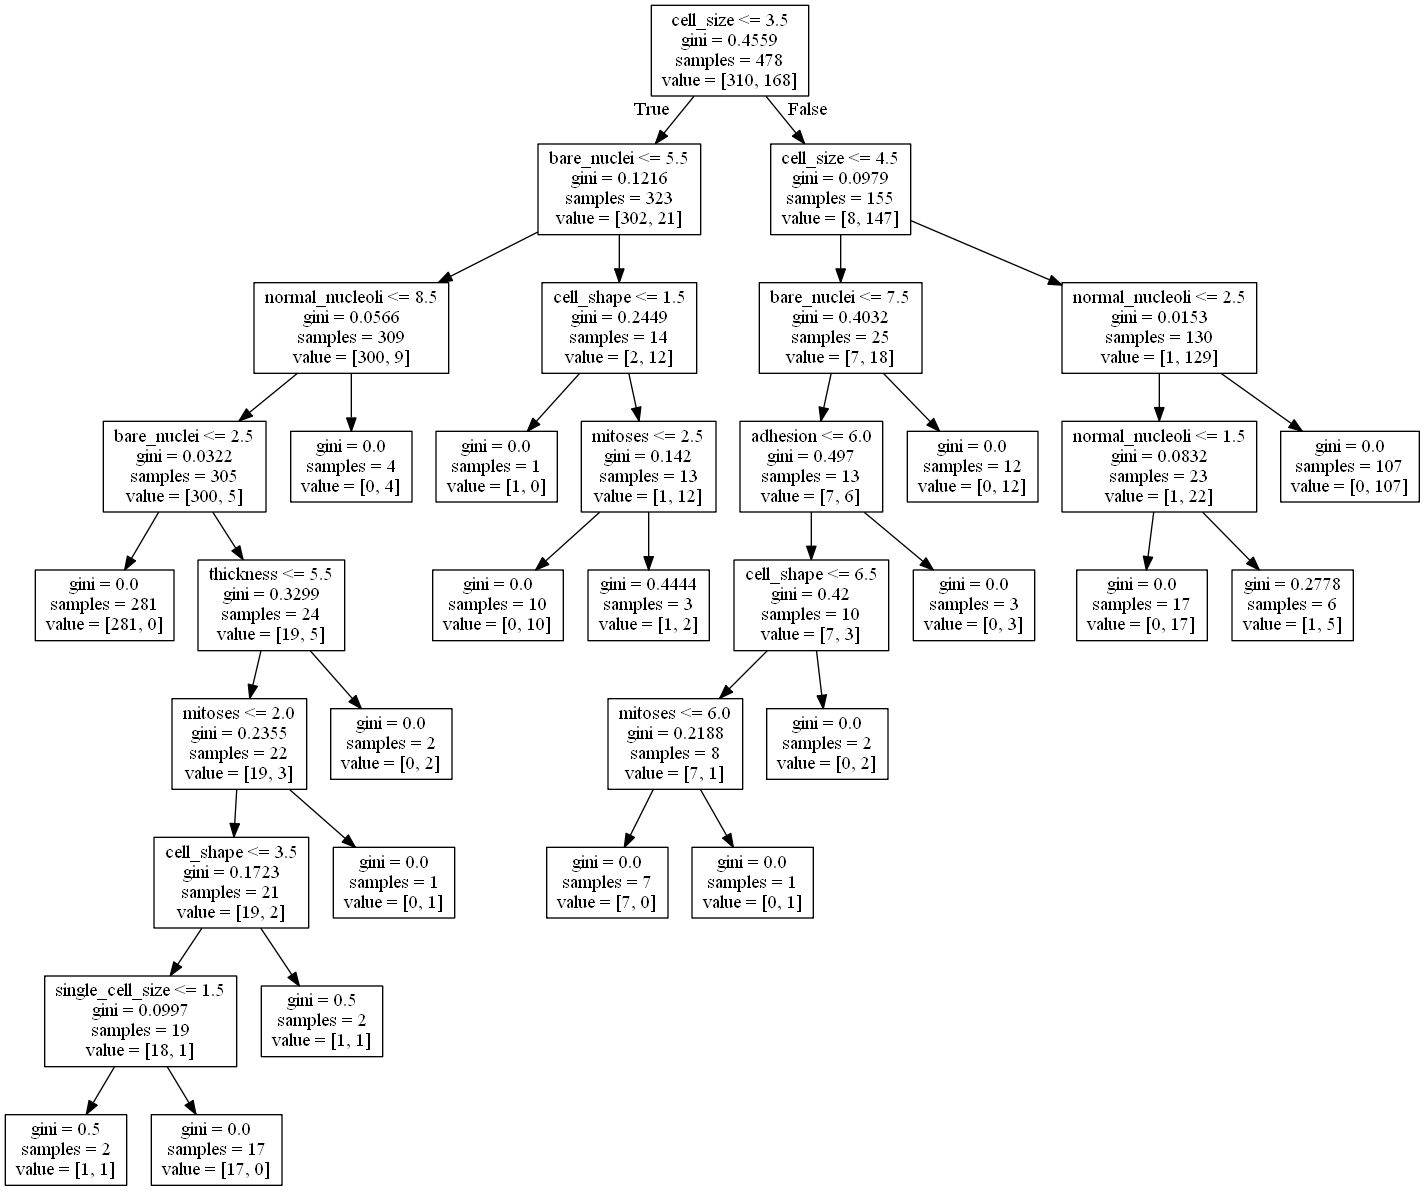 cell_size <= 3.5
gini = 0.4559
samples = 478
value = [310, 168]
True
False
bare_nuclei <= 5.5
gini = 0.1216
samples = 323
value = [302, 21]
cell_size <= 4.5
gini = 0.0979
samples = 155
value = [8, 147]
normal_nucleoli <= 8.5
gini = 0.0566
samples = 309
value = [300, 9]
cell_shape <= 1.5
gini = 0.2449
samples = 14
value = [2, 12]
bare_nuclei <= 7.5
gini = 0.4032
samples = 25
value = [7, 18]
normal_nucleoli <= 2.5
gini = 0.0153
samples = 130
value = [1, 129]
bare_nuclei <= 2.5
gini = 0.0322
samples = 305
value = [300, 5]
gini = 0.0
samples = 4
value = [0, 4]
gini = 0.0
samples = 1
value = [1, 0]
mitoses <= 2.5
gini = 0.142
samples = 13
value = [1, 12]
adhesion <= 6.0
gini = 0.497
samples = 13
value = [7, 6]
gini = 0.0
samples = 12
value = [0, 12]
normal_nucleoli <= 1.5
gini = 0.0832
samples = 23
value = [1, 22]
gini = 0.0
samples = 107
value = [0, 107]
gini = 0.0
samples = 281
value = [281, 0]
thickness <= 5.5
gini = 0.3299
samples = 24
value = [19, 5]
gini = 0.0
samples = 10
value = [0, 10]
gini = 0.4444
samples = 3
value = [1, 2]
cell_shape <= 6.5
gini = 0.42
samples = 10
value = [7, 3]
gini = 0.0
samples = 3
value = [0, 3]
gini = 0.0
samples = 17
value = [0, 17]
gini = 0.2778
samples = 6
value = [1, 5]
mitoses <= 2.0
gini = 0.2355
samples = 22
value = [19, 3]
gini = 0.0
samples = 2
value = [0, 2]
mitoses <= 6.0
gini = 0.2188
samples = 8
value = [7, 1]
gini = 0.0
samples = 2
value = [0, 2]
cell_shape <= 3.5
gini = 0.1723
samples = 21
value = [19, 2]
gini = 0.0
samples = 1
value = [0, 1]
gini = 0.0
samples = 7
value = [7, 0]
gini = 0.0
samples = 1
value = [0, 1]
single_cell_size <= 1.5
gini = 0.0997
samples = 19
value = [18, 1]
gini = 0.5
samples = 2
value = [1, 1]
gini = 0.5
samples = 2
value = [1, 1]
gini = 0.0
samples = 17
value = [17, 0]